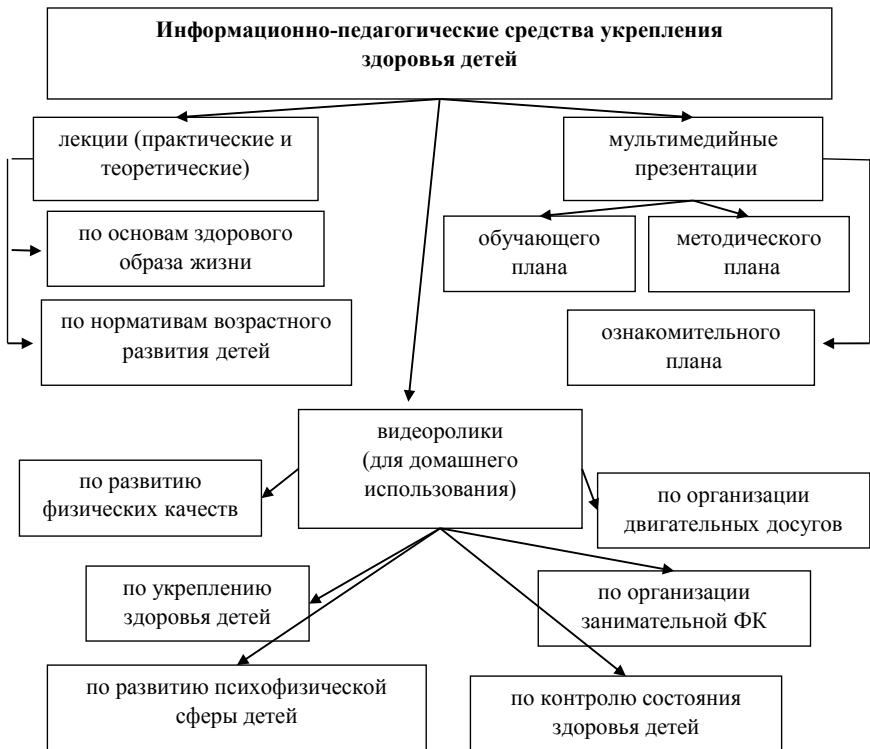 Информационно-педагогические средства укрепления
здоровья детей
лекции (практические и
теоретические)
мультимедийные
презентации
по основам здорового
образа жизни
обучающего
плана
методического
плана
по нормативам возрастного
развития детей
ознакомительного
плана
видеоролики
(для домашнего
использования)
по развитию
физических качеств
по организации
двигательных досугов
по укреплению
здоровья детей
по организации
занимательной ФК
по развитию психофизической
сферы детей
по контролю состояния
здоровья детей